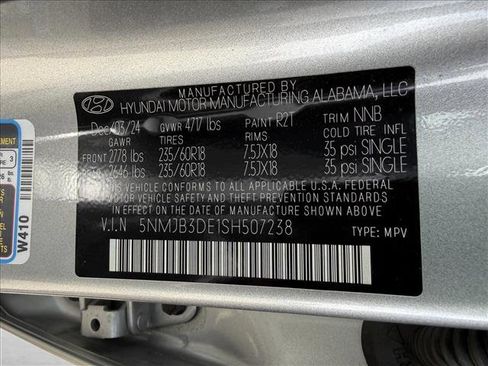 MANUFACTURED BY
HYUNDAI MOTOR MANUFACTURING ALABAMA, LLC
Dec/03/24 GVWR 4717 lbs PAINT R2T TRIM NNB
GAWR TIRES RIMS COLD TIRE INFL
FRONT 2778 lbs 235/60R18 7.5JX18 35 psi SINGLE
2646 lbs 235/60R18 7.5JX18 35 psi SINGLE
THIS VEHICLE CONFORMS TO ALL APPLICABLE U.S.A. FEDERAL
MOTOR VEHICLE SAFETY, BUMPER AND THEFT PREVENTION STANDARDS
IN EFFECT ON THE DATE OF MANUFACTURE SHOWN ABOVE.
V.I.N 5NMJB3DE1SH507238 TYPE: MPV
3
W410